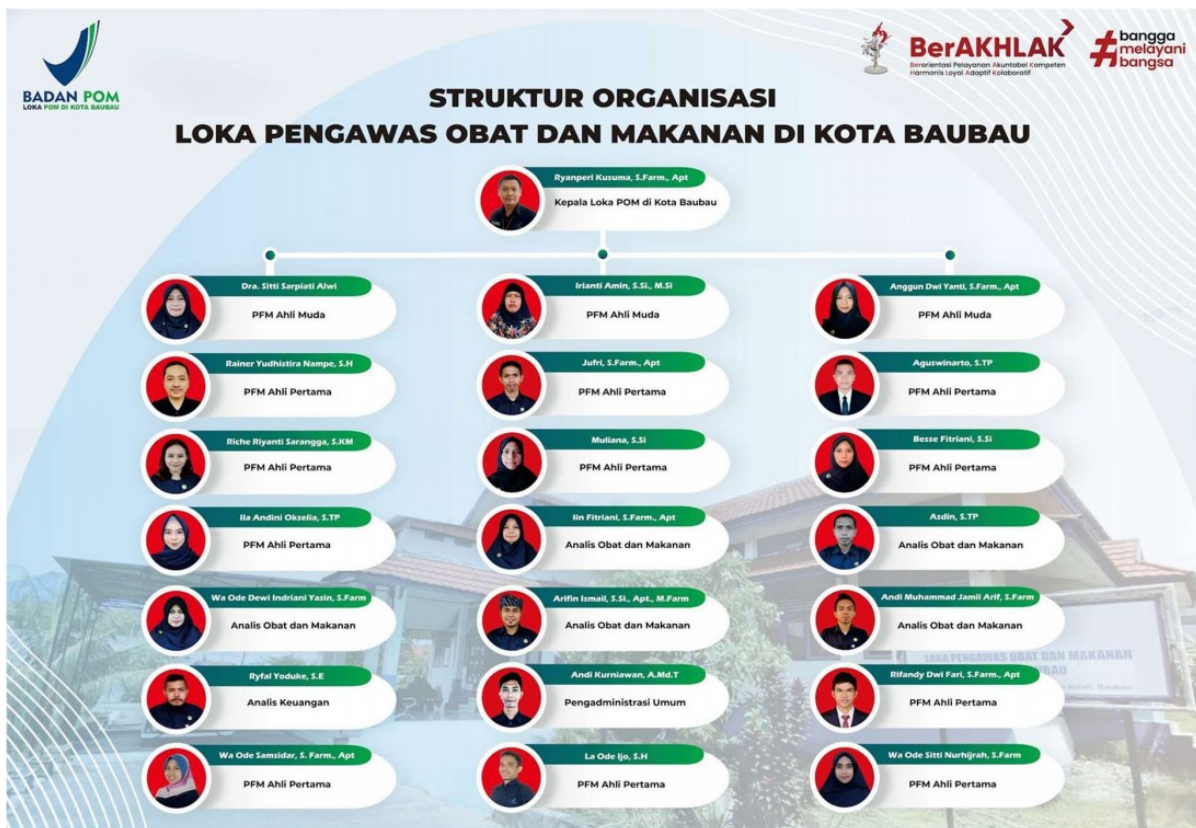 BADAN POM
LOKA POM DI KOTA BAUBAU
BerAKHLAK
Berorientasi Pelayanan Akuntabel Kompeten
Harmonis Loyal Adaptif Kolaboratif
#bangga
melayani
bangsa
STRUKTUR ORGANISASI
LOKA PENGAWAS OBAT DAN MAKANAN DI KOTA BAUBAU
Ryanperi Kusuma, S.Farm., Apt
Kepala Loka POM di Kota Baubau
Dra. Sitti Sarpiati Alwi
PFM Ahli Muda
Irianti Amin, S.Si., M.Si
PFM Ahli Muda
Anggun Dwi Yanti, S.Farm., Apt
PFM Ahli Muda
Rainer Yudhistira Nampe, S.H
PFM Ahli Pertama
Jufri, S.Farm., Apt
PFM Ahli Pertama
Aguswinarto, S.TP
PFM Ahli Pertama
Riche Riyanti Sarangga, S.KM
PFM Ahli Pertama
Muliana, S.Si
PFM Ahli Pertama
Besse Fitriani, S.Si
PFM Ahli Pertama
Ila Andini Okselia, S.TP
PFM Ahli Pertama
Iin Fitriani, S.Farm., Apt
Analis Obat dan Makanan
Asdin, S.TP
Analis Obat dan Makanan
Wa Ode Dewi Indriani Yasin, S.Farm
Analis Obat dan Makanan
Arifin Ismail, S.Si., Apt., M.Farm
Analis Obat dan Makanan
Andi Muhammad Jamil Arif, S.Farm
Analis Obat dan Makanan
LOKA PENGAWAS OBAT DAN MAKANAN
Ryfal Yoduke, S.E
Analis Keuangan
Andi Kurniawan, A.Md.T
Pengadministrasi Umum
Rifandy Dwi Fari, S.Farm., Apt
PFM Ahli Pertama
Wa Ode Samsidar, S. Farm., Apt
PFM Ahli Pertama
La Ode Ijo, S.H
PFM Ahli Pertama
Wa Ode Sitti Nurhijrah, S.Farm
PFM Ahli Pertama